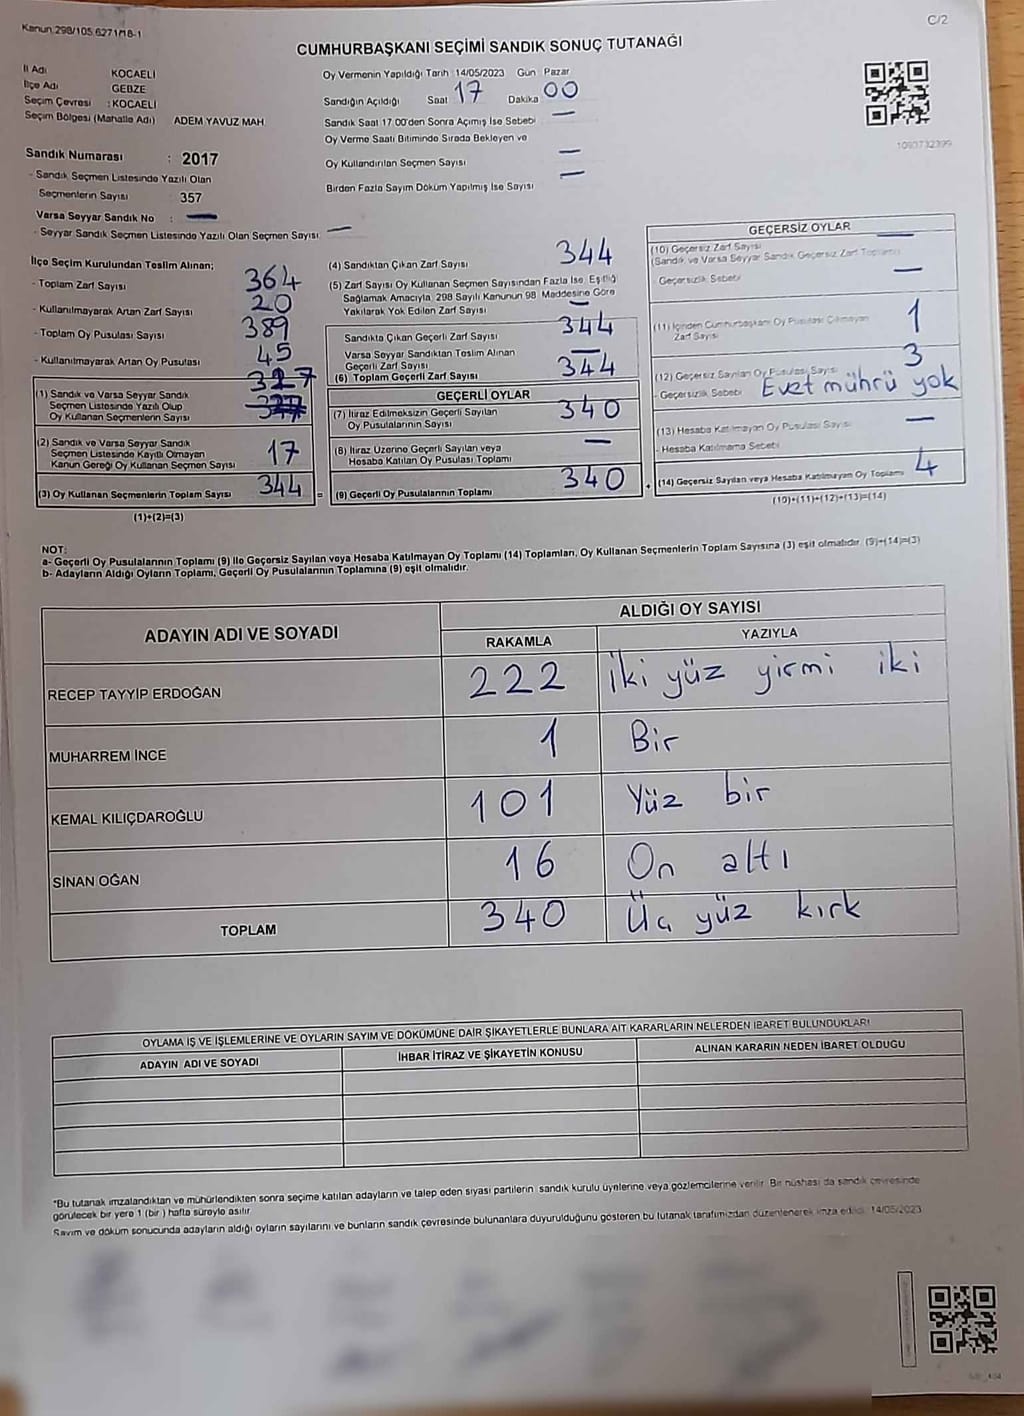 Kanun.298/105.6271/18-1
C/2
CUMHURBAŞKANI SEÇİMİ SANDIK SONUÇ TUTANAĞI
İl Adı KOCAELİ
İlçe Adı GEBZE
Seçim Çevresi : KOCAELİ
Seçim Bölgesi (Mahalle Adı) ADEM YAVUZ MAH
Sandık Numarası : 2017
- Sandık Seçmen Listesinde Yazılı Olan
Seçmenlerin Sayısı 357
Varsa Seyyar Sandık No : —
- Seyyar Sandık Seçmen Listesinde Yazılı Olan Seçmen Sayısı: —
Oy Vermenin Yapıldığı Tarih 14/05/2023 Gün Pazar
Sandığın Açıldığı Saat 17 Dakika 00
Sandık Saat 17.00'den Sonra Açımış İse Sebebi —
Oy Verme Saati Bitiminde Sırada Bekleyen ve
Oy Kullandırılan Seçmen Sayısı —
Birden Fazla Sayım Döküm Yapılmış İse Sayısı —
1090732399
İlçe Seçim Kurulundan Teslim Alınan;
- Toplam Zarf Sayısı 364
- Kullanılmayarak Artan Zarf Sayısı 20
- Toplam Oy Pusulası Sayısı 389
- Kullanılmayarak Artan Oy Pusulası 45
327
(1) Sandık ve Varsa Seyyar Sandık
Seçmen Listesinde Yazılı Olup
Oy Kullanan Seçmenlerin Sayısı
(2) Sandık ve Varsa Seyyar Sandık
Seçmen Listesinde Kayıtlı Olmayan
Kanun Gereği Oy Kullanan Seçmen Sayısı 17
(3) Oy Kullanan Seçmenlerin Toplam Sayısı 344 =
(1)+(2)=(3)
(4) Sandıktan Çıkan Zarf Sayısı 344
(5) Zarf Sayısı Oy Kullanan Seçmen Sayısından Fazla İse, Eşitliği
Sağlamak Amacıyla, 298 Sayılı Kanunun 98. Maddesine Göre
Yakılarak Yok Edilen Zarf Sayısı —
Sandıkta Çıkan Geçerli Zarf Sayısı 344
Varsa Seyyar Sandıktan Teslim Alınan
Geçerli Zarf Sayısı —
(6) Toplam Geçerli Zarf Sayısı 344
GEÇERLİ OYLAR
(7) İtiraz Edilmeksizin Geçerli Sayılan
Oy Pusulalarının Sayısı 340
(8) İtiraz Üzerine Geçerli Sayılan veya
Hesaba Katılan Oy Pusulası Toplamı —
(9) Geçerli Oy Pusulalarının Toplamı 340 +
GEÇERSİZ OYLAR
(10) Geçersiz Zarf Sayısı —
(Sandık ve Varsa Seyyar Sandık Geçersiz Zarf Toplamı)
Geçersizlik Sebebi —
(11) İçinden Cumhurbaşkanı Oy Pusulası Çıkmayan
Zarf Sayısı 1
(12) Geçersiz Sayılan Oy Pusulası Sayısı 3
- Geçersizlik Sebebi Evet mührü yok
(13) Hesaba Katılmayan Oy Pusulası Sayısı —
- Hesaba Katılmama Sebebi
(14) Geçersiz Sayılan veya Hesaba Katılmayan Oy Toplamı 4
(10)+(11)+(12)+(13)=(14)
NOT:
a- Geçerli Oy Pusulalarının Toplamı (9) ile Geçersiz Sayılan veya Hesaba Katılmayan Oy Toplamı (14) Toplamları, Oy Kullanan Seçmenlerin Toplam Sayısına (3) eşit olmalıdır. (9)+(14)=(3)
b- Adayların Aldığı Oyların Toplamı, Geçerli Oy Pusulalarının Toplamına (9) eşit olmalıdır.
ADAYIN ADI VE SOYADI
ALDIĞI OY SAYISI
RAKAMLA YAZIYLA
RECEP TAYYİP ERDOĞAN 222 İki yüz yirmi iki
MUHARREM İNCE 1 Bir
KEMAL KILIÇDAROĞLU 101 Yüz bir
SİNAN OĞAN 16 On altı
TOPLAM 340 Üç yüz kırk
OYLAMA İŞ VE İŞLEMLERİNE VE OYLARIN SAYIM VE DÖKÜMÜNE DAİR ŞİKAYETLERLE BUNLARA AİT KARARLARIN NELERDEN İBARET BULUNDUKLARI
ADAYIN ADI VE SOYADI İHBAR İTİRAZ VE ŞİKAYETİN KONUSU ALINAN KARARIN NEDEN İBARET OLDUĞU
*Bu tutanak imzalandıktan ve mühürlendikten sonra seçime katılan adayların ve talep eden siyasi partilerin sandık kurulu üyelerine veya gözlemcilerine verilir. Bir nüshası da sandık çevresinde
görülecek bir yere 1 (bir) hafta süreyle asılır.
Sayım ve döküm sonucunda adayların aldığı oyların sayılarını ve bunların sandık çevresinde bulunanlara duyurulduğunu gösteren bu tutanak tarafımızdan düzenlenerek imza edildi. 14/05/2023